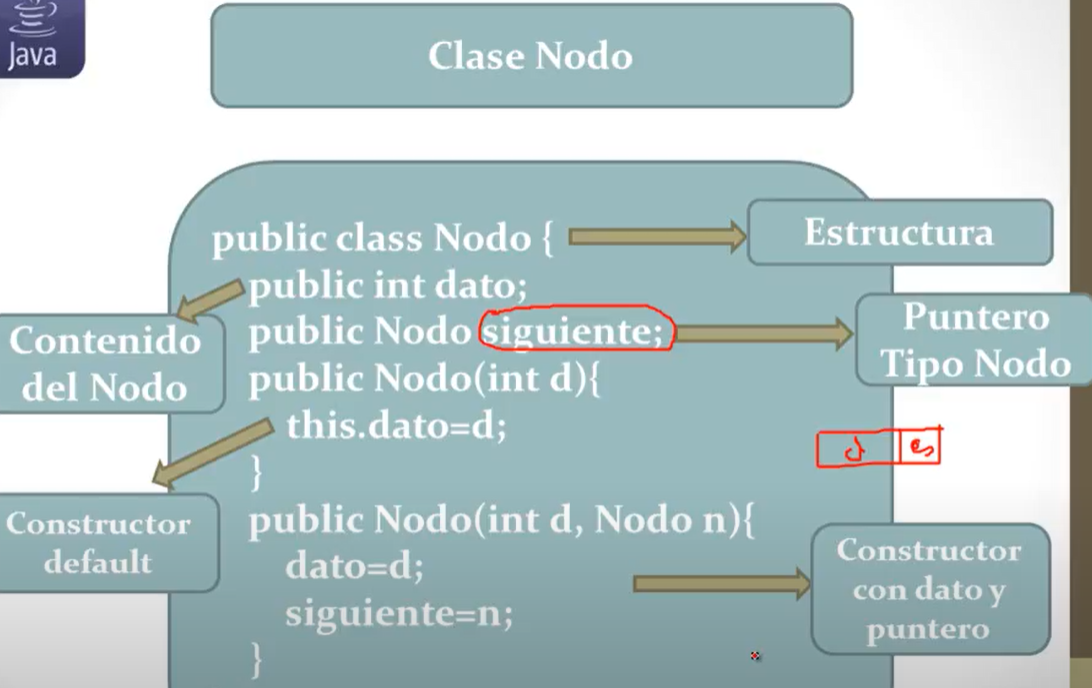 Java
Clase Nodo
public class Nodo {
Estructura
public int dato;
Contenido
del Nodo
public Nodo siguiente;
Puntero
Tipo Nodo
public Nodo(int d){
this.dato=d;
}
d
Constructor
default
public Nodo(int d, Nodo n){
dato=d;
siguiente=n;
}
Constructor
con dato y
puntero